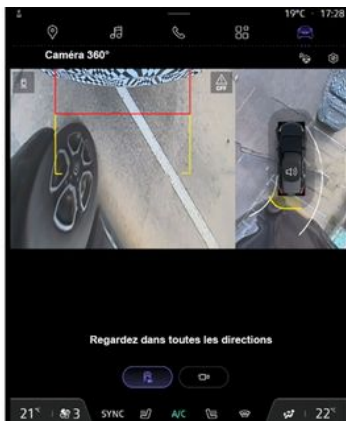 19°C · 17:28
Caméra 360°
OFF
Regardez dans toutes les directions
21°
3
SYNC
A/C
22°